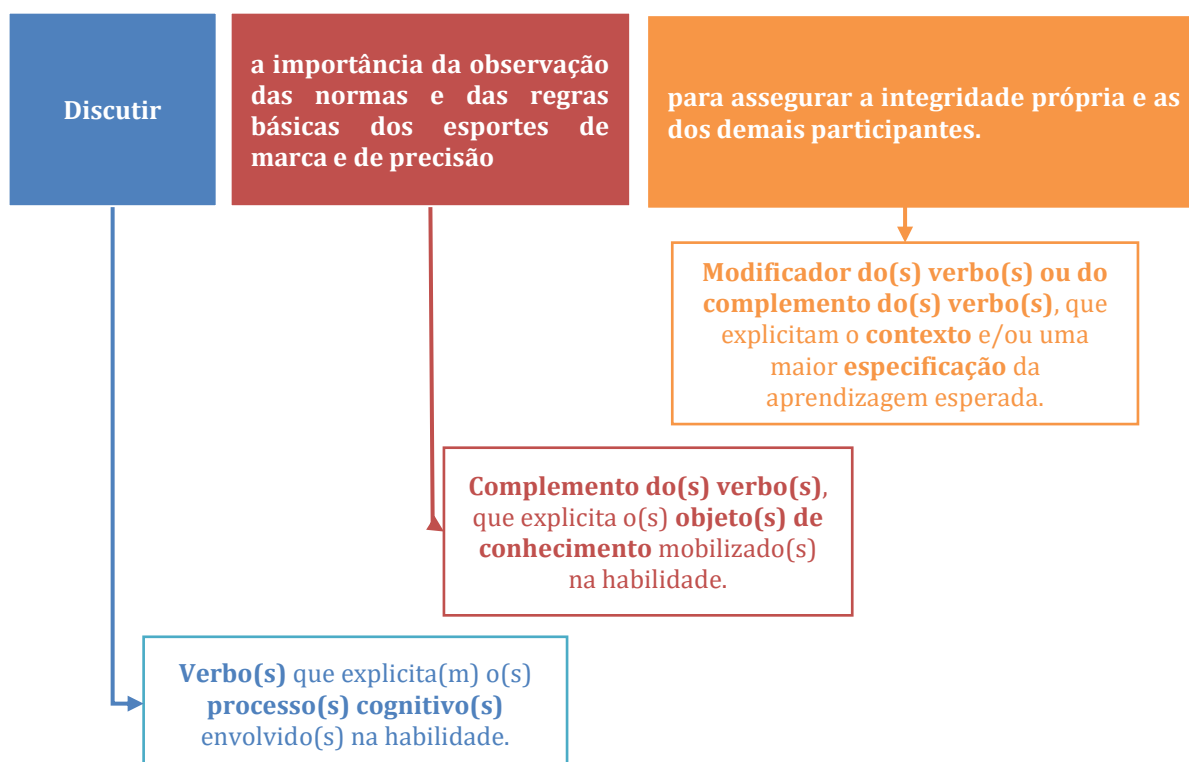 Discutir
a importância da observação
das normas e das regras
básicas dos esportes de
marca e de precisão
para assegurar a integridade própria e as
dos demais participantes.
Modificador do(s) verbo(s) ou do
complemento do(s) verbo(s), que
explicitam o contexto e/ou uma
maior especificação da
aprendizagem esperada.
Complemento do(s) verbo(s),
que explicita o(s) objeto(s) de
conhecimento mobilizado(s)
na habilidade.
Verbo(s) que explicita(m) o(s)
processo(s) cognitivo(s)
envolvido(s) na habilidade.